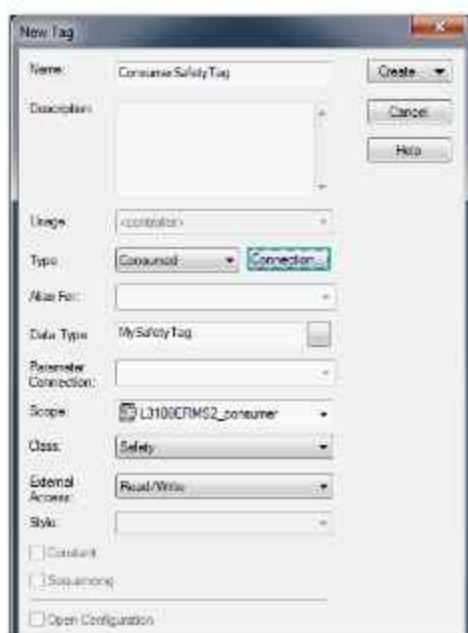 New Tag
Name: ConsumerSafetyTag
Create
Description:
Cancel
Help
Usage: <controller>
Type: Consumed Connection...
Alias For:
Data Type: MySafetyTag
Parameter Connection:
Scope: L3100ERMS2_consumer
Class: Safety
External Access: Read/Write
Style:
Constant
Sequencing
Open Configuration